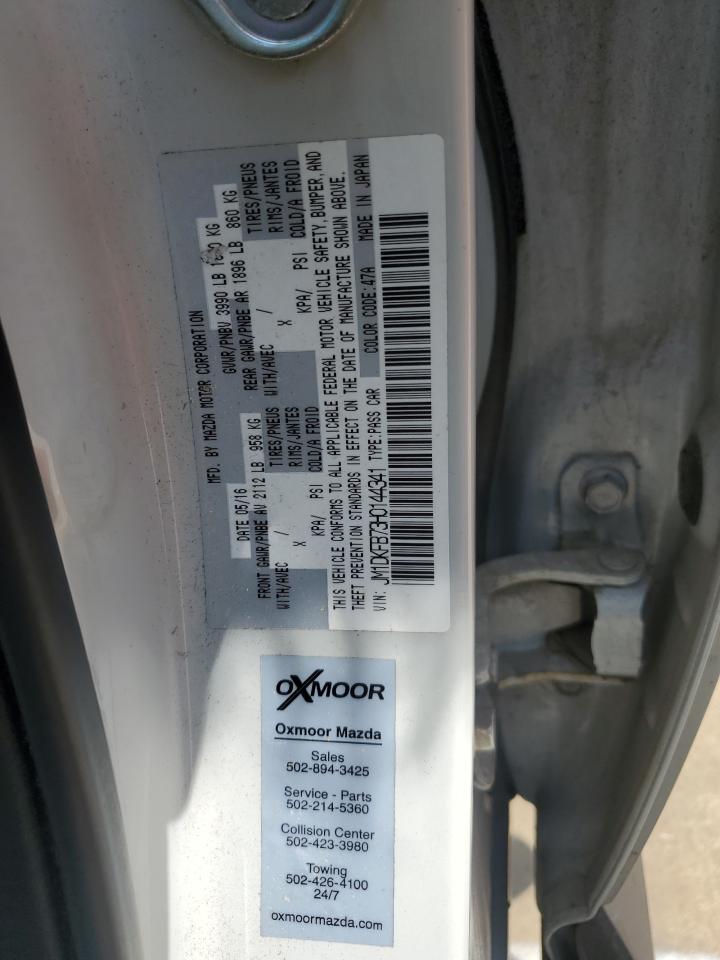 MFD. BY MAZDA MOTOR CORPORATION
DATE 05/16 GVWR/PNBV 3990 LB KG
FRONT GAWR/PNBE AV 2112 LB 958 KG REAR GAWR/PNBE AR 1896 LB 860 KG
WITH/AVEC TIRES/PNEUS WITH/AVEC TIRES/PNEUS
/ RIMS/JANTES / RIMS/JANTES
X COLD/A FROID X COLD/A FROID
KPA/ PSI KPA/ PSI
THIS VEHICLE CONFORMS TO ALL APPLICABLE FEDERAL MOTOR VEHICLE SAFETY, BUMPER, AND
THEFT PREVENTION STANDARDS IN EFFECT ON THE DATE OF MANUFACTURE SHOWN ABOVE.
VIN: JM1DKFB73H0144341 TYPE:PASS CAR COLOR CODE:47A MADE IN JAPAN
OXMOOR
Oxmoor Mazda
Sales
502-894-3425
Service - Parts
502-214-5360
Collision Center
502-423-3980
Towing
502-426-4100
24/7
oxmoormazda.com